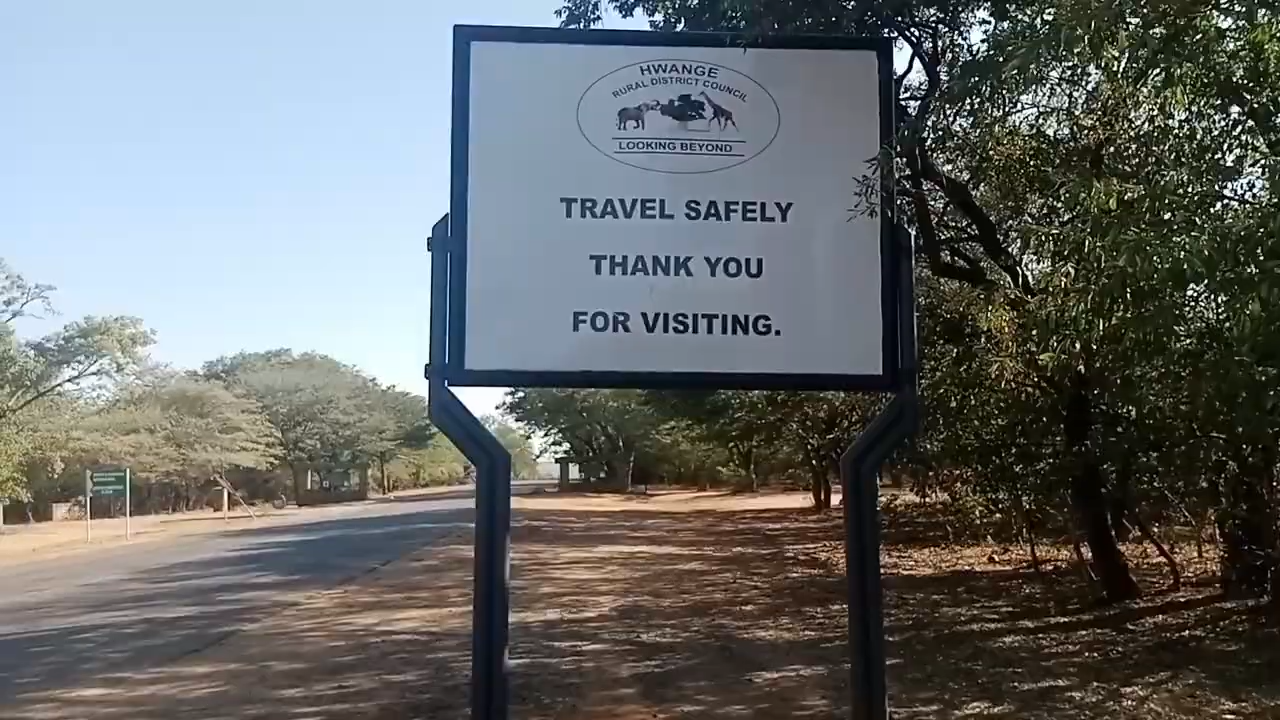 HWANGE
RURAL DISTRICT COUNCIL
LOOKING BEYOND
TRAVEL SAFELY
THANK YOU
FOR VISITING.